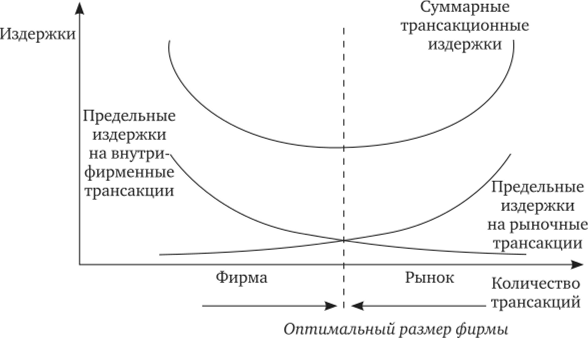 Издержки
Суммарные
трансакционные
издержки
Предельные
издержки
на внутри-
фирменные
трансакции
Предельные
издержки
на рыночные
трансакции
Фирма
Рынок
Количество
трансакций
Оптимальный размер фирмы